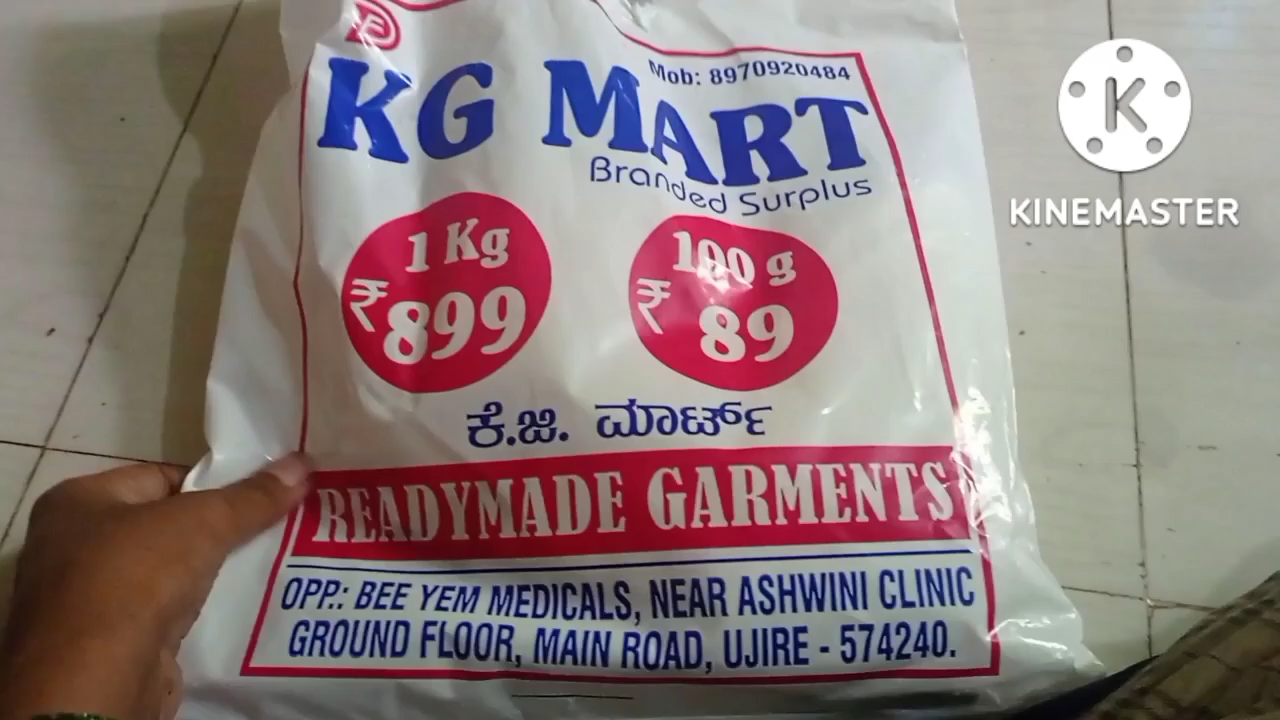 Mob: 8970920484
KG MART
Branded Surplus
1 Kg
₹ 899
100 g
₹ 89
ಕೆ.ಜಿ. ಮಾರ್ಟ್
READYMADE GARMENTS
OPP.: BEE YEM MEDICALS, NEAR ASHWINI CLINIC
GROUND FLOOR, MAIN ROAD, UJIRE - 574240.
K
KINEMASTER